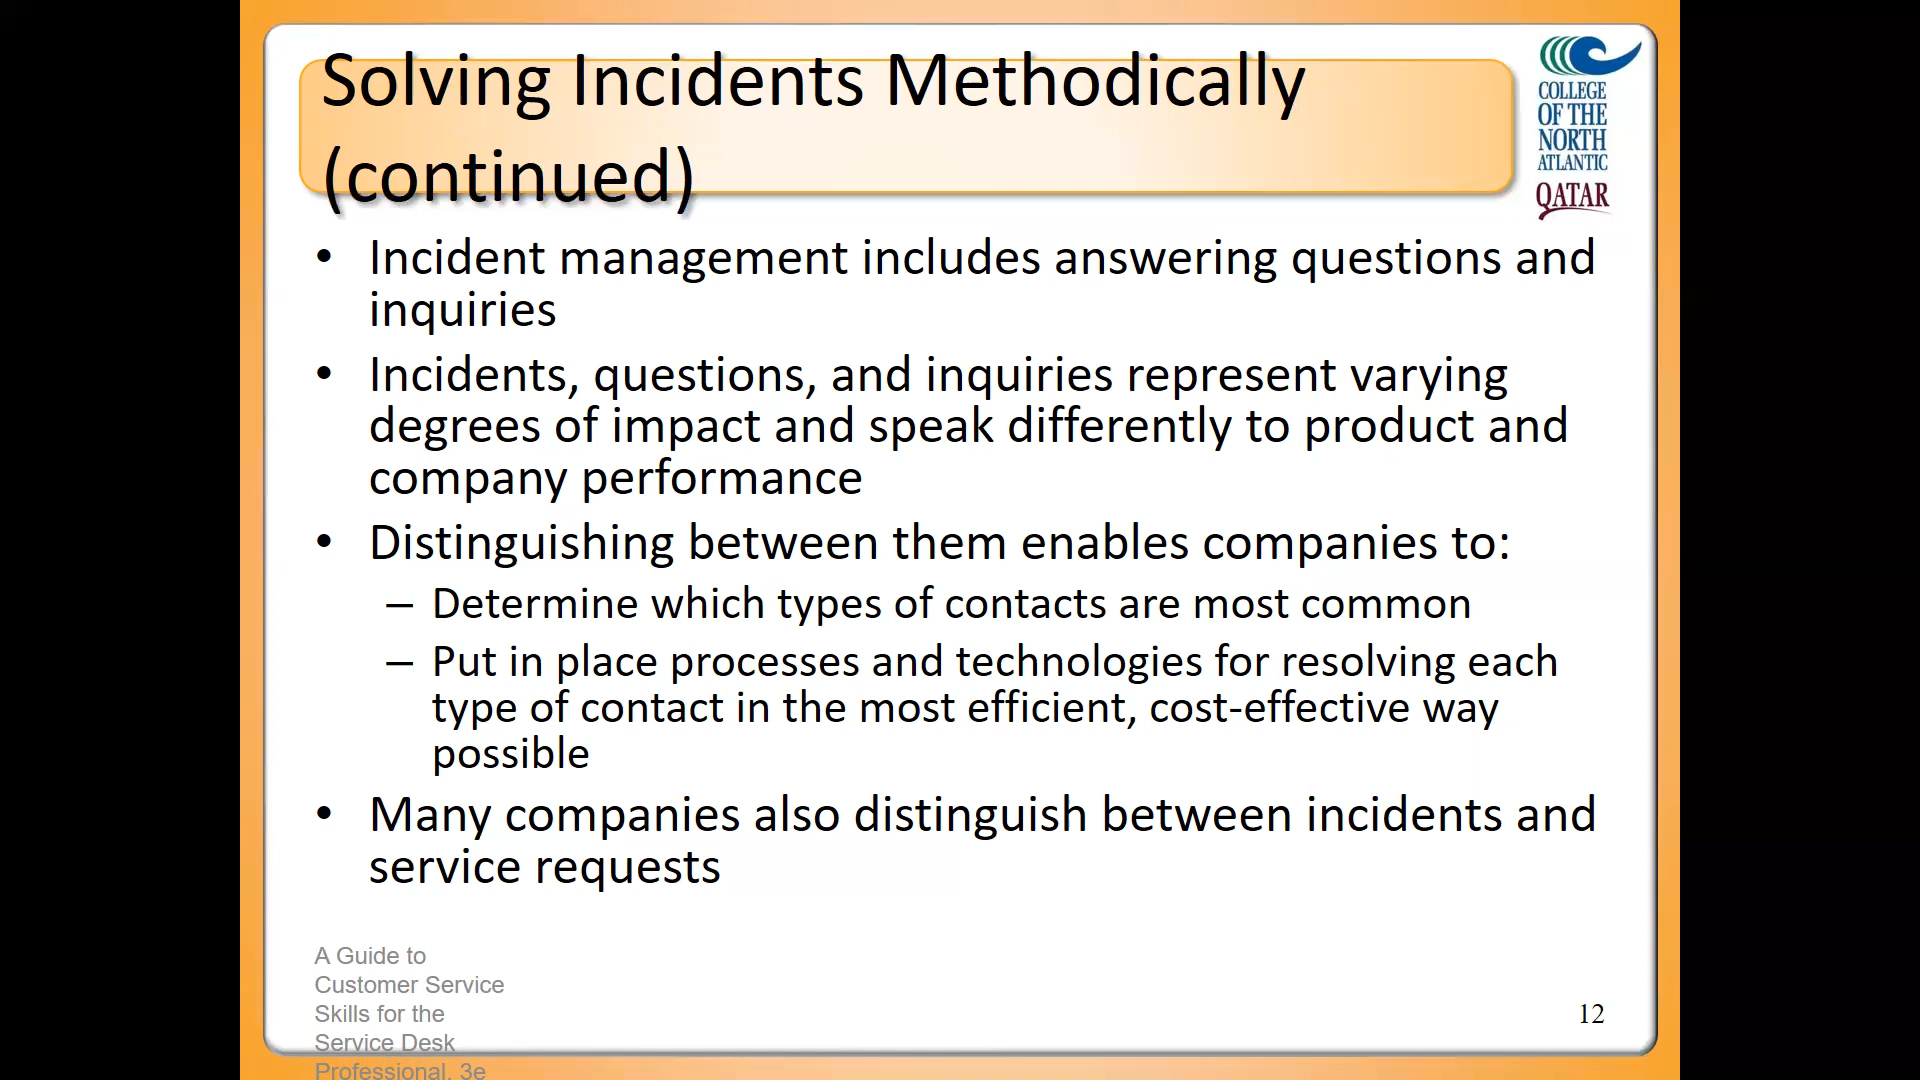 Solving Incidents Methodically
(continued)
COLLEGE
OF THE
NORTH
ATLANTIC
QATAR
• Incident management includes answering questions and
inquiries
• Incidents, questions, and inquiries represent varying
degrees of impact and speak differently to product and
company performance
• Distinguishing between them enables companies to:
– Determine which types of contacts are most common
– Put in place processes and technologies for resolving each
type of contact in the most efficient, cost-effective way
possible
• Many companies also distinguish between incidents and
service requests
A Guide to
Customer Service
Skills for the
Service Desk
Professional, 3e
12